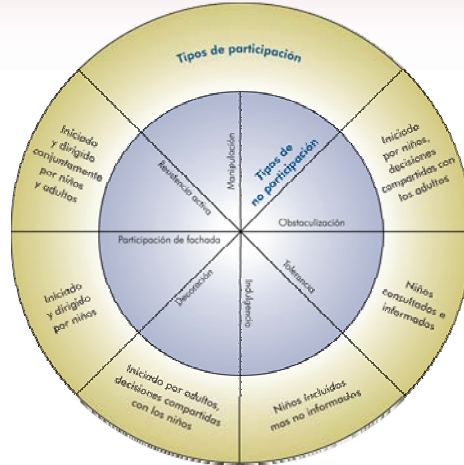 Tipos de participación
Iniciado
por niños,
decisiones
compartidas con
los adultos
Niños
consultados e
informados
Niños incluidos
mas no informados
Iniciado por adultos,
decisiones compartidas
con los niños
Iniciado
y dirigido
por niños
Iniciado
y dirigido
conjuntamente
por niños
y adultos
Tipos de
no participación
Obstaculización
Tolerancia
Indulgencia
Decoración
Participación de fachada
Resistencia activa
Manipulación